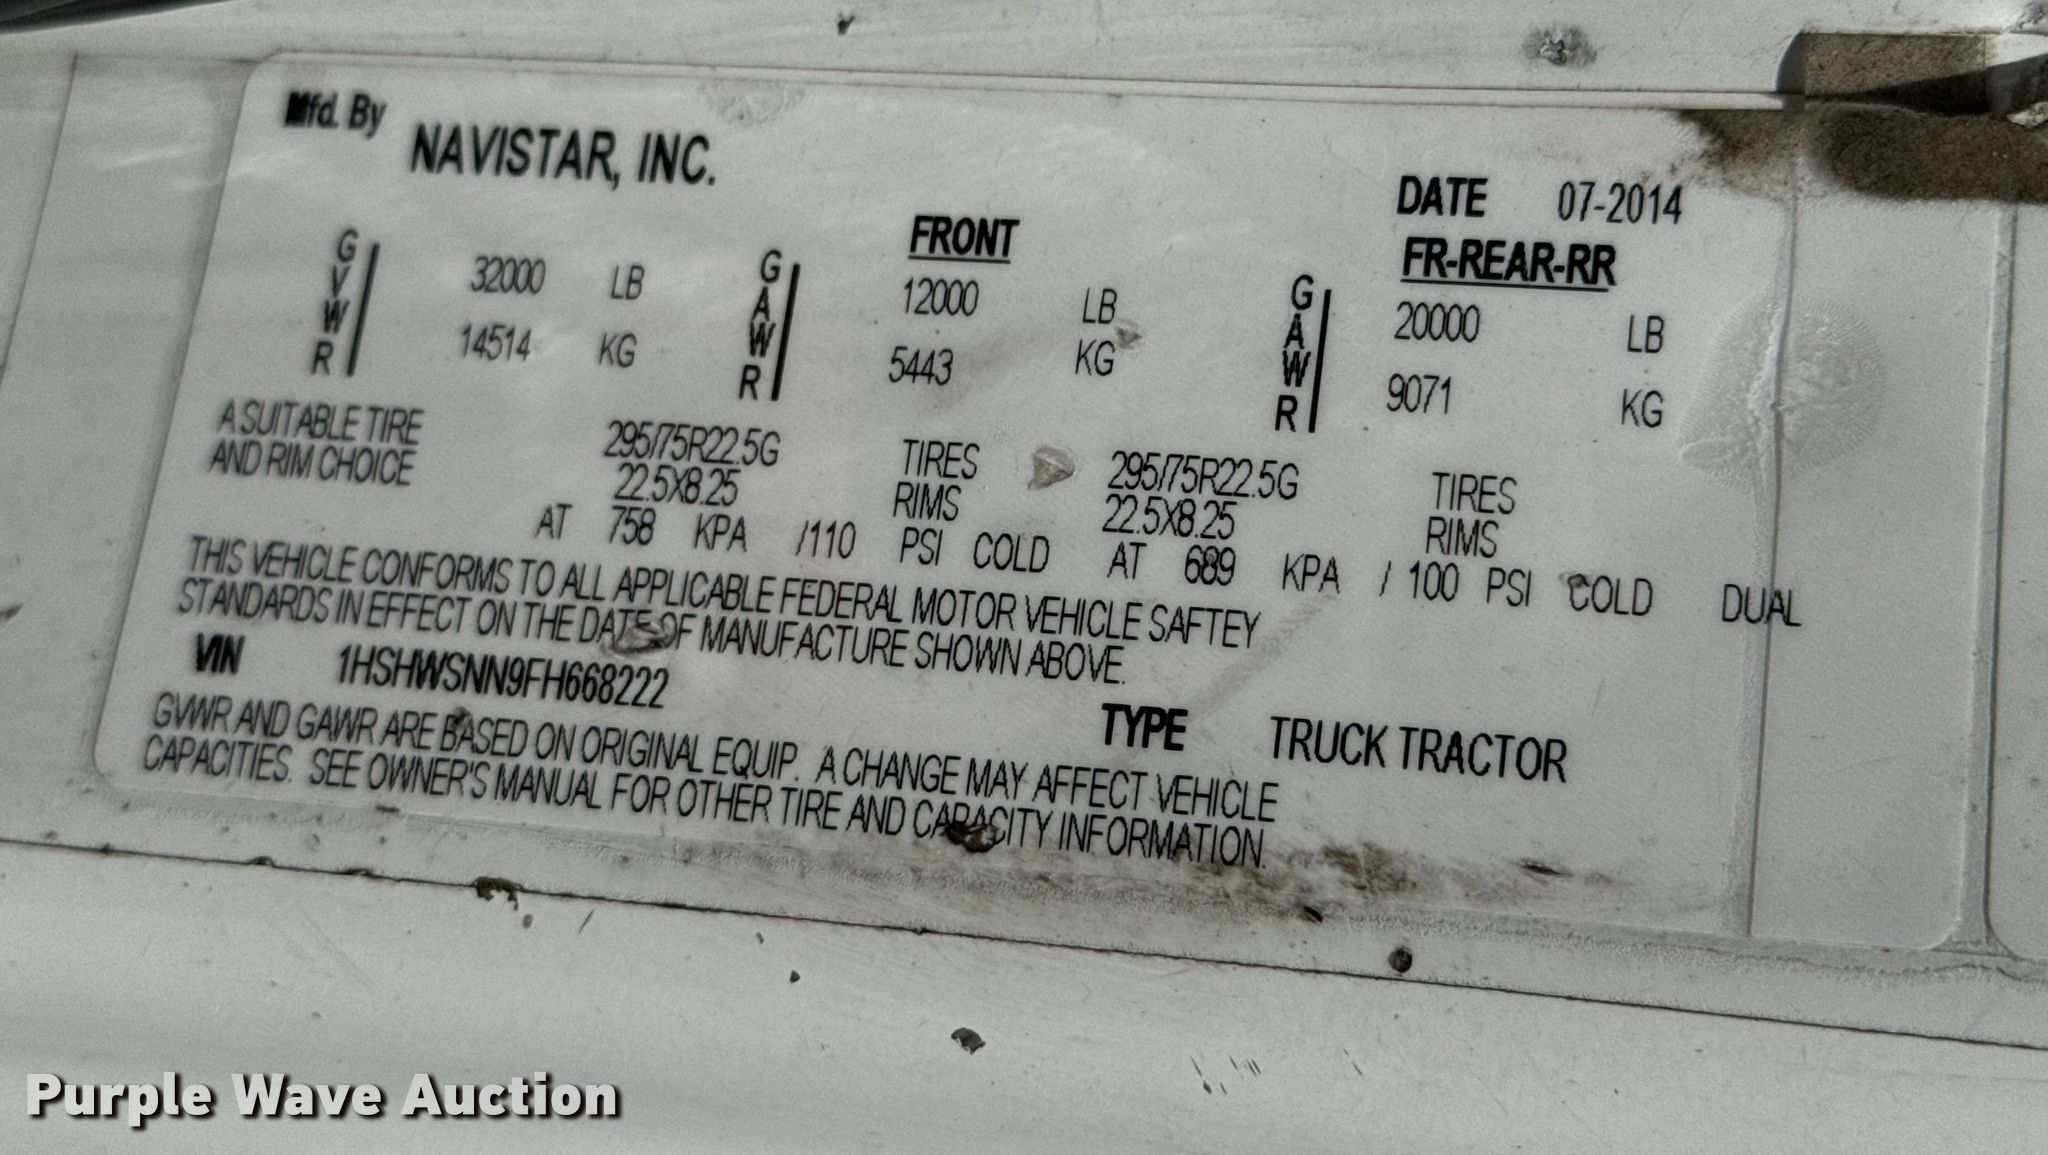 Mfd. By NAVISTAR, INC.
DATE 07-2014
FRONT FR-REAR-RR
GVWR 32000 LB GAWR 12000 LB GAWR 20000 LB
14514 KG 5443 KG 9071 KG
A SUITABLE TIRE 295/75R22.5G TIRES 295/75R22.5G TIRES
AND RIM CHOICE 22.5X8.25 RIMS 22.5X8.25 RIMS
AT 758 KPA /110 PSI COLD AT 689 KPA / 100 PSI COLD DUAL
THIS VEHICLE CONFORMS TO ALL APPLICABLE FEDERAL MOTOR VEHICLE SAFTEY
STANDARDS IN EFFECT ON THE DATE OF MANUFACTURE SHOWN ABOVE.
VIN 1HSHWSNN9FH668222
TYPE TRUCK TRACTOR
GVWR AND GAWR ARE BASED ON ORIGINAL EQUIP. A CHANGE MAY AFFECT VEHICLE
CAPACITIES. SEE OWNER'S MANUAL FOR OTHER TIRE AND CAPACITY INFORMATION.
Purple Wave Auction